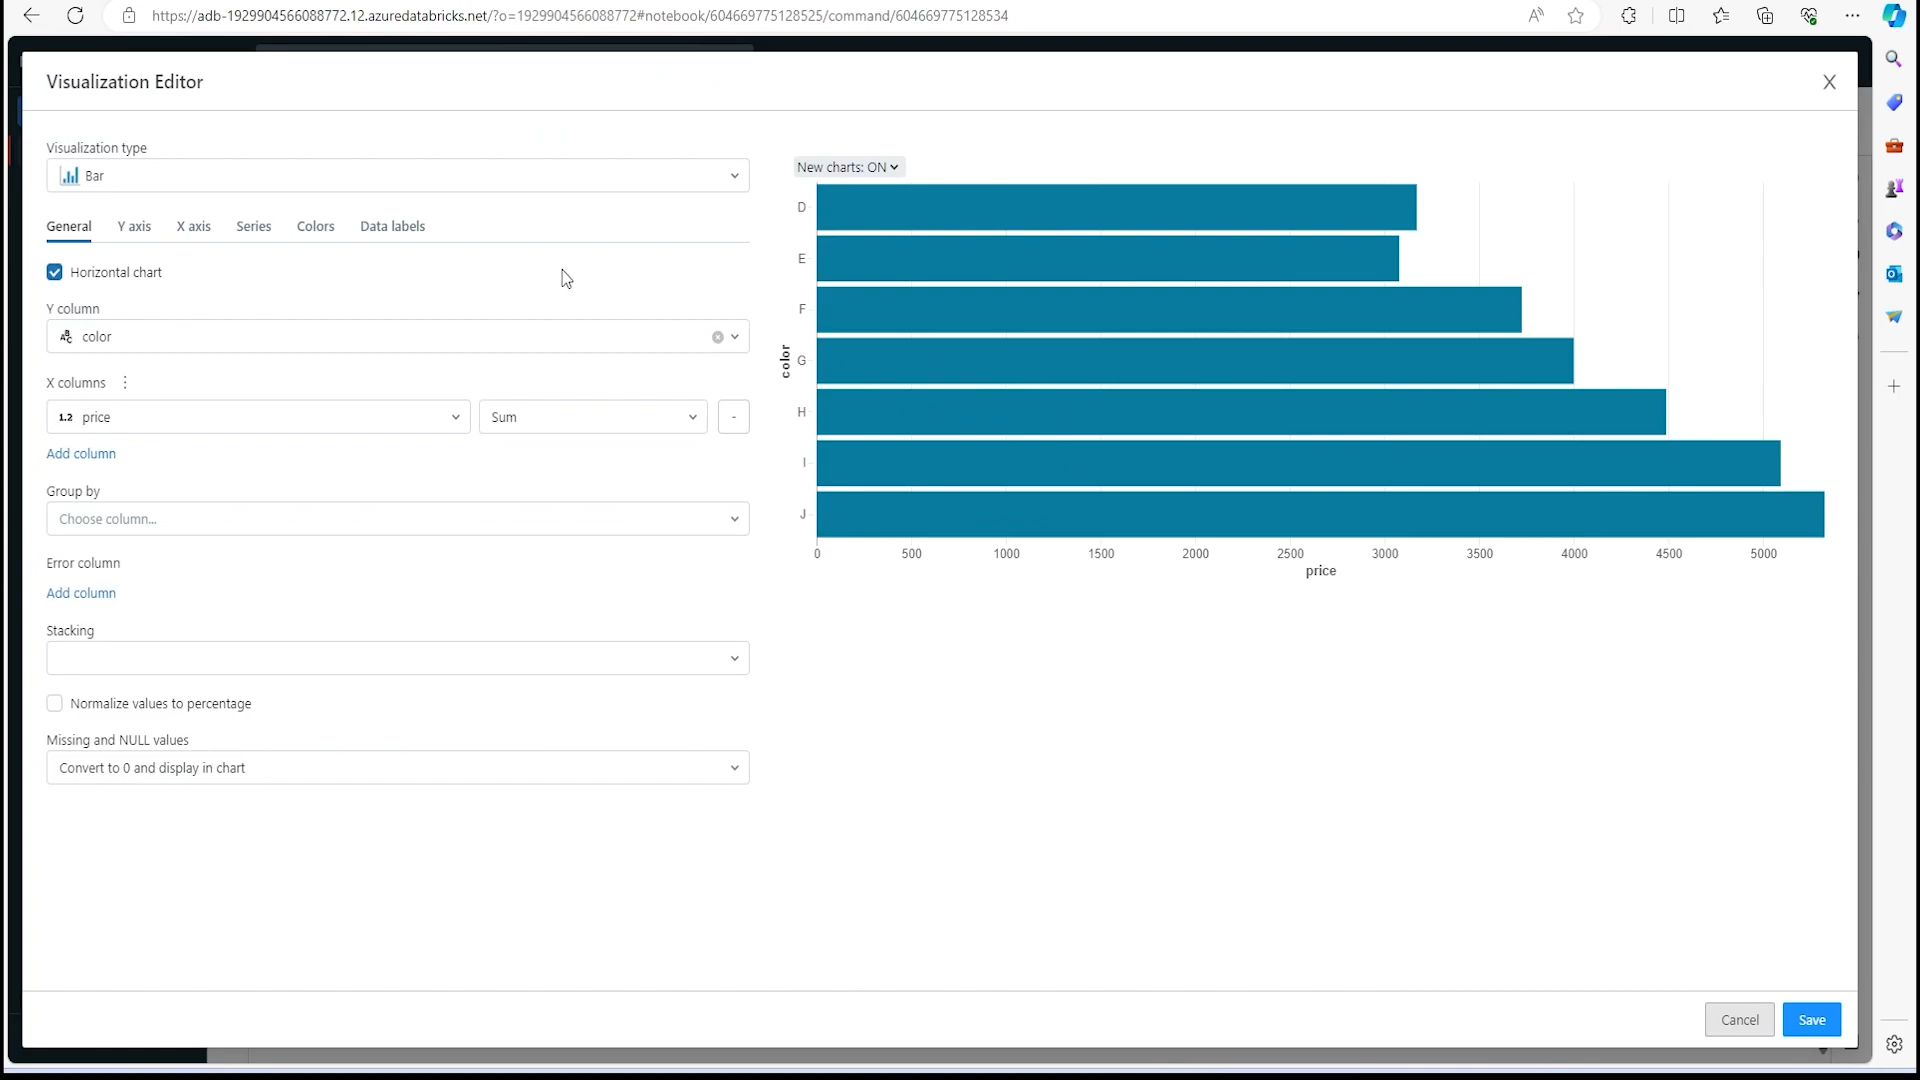 https://adb-1929904566088772.12.azuredatabricks.net/?o=1929904566088772#notebook/604669775128525/command/604669775128534
Visualization Editor
X
Visualization type
Bar
General Y axis X axis Series Colors Data labels
Horizontal chart
Y column
color
X columns
1.2 price Sum -
Add column
Group by
Choose column...
Error column
Add column
Stacking
Normalize values to percentage
Missing and NULL values
Convert to 0 and display in chart
New charts: ON
D
E
F
color
G
H
I
J
0 500 1000 1500 2000 2500 3000 3500 4000 4500 5000
price
Cancel Save